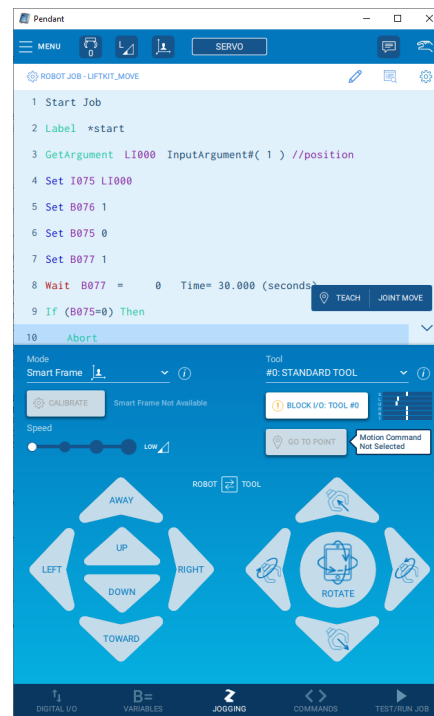 Pendant
MENU
0
SERVO
ROBOT JOB - LIFTKIT_MOVE
1 Start Job
2 Label *start
3 GetArgument LI000 InputArgument#( 1 ) //position
4 Set I075 LI000
5 Set B076 1
6 Set B075 0
7 Set B077 1
8 Wait B077 = 0 Time= 30.000 (seconds)
9 If (B075=0) Then
10 Abort
TEACH JOINT MOVE
Mode
Smart Frame
Tool
#0: STANDARD TOOL
CALIBRATE
Smart Frame Not Available
1 BLOCK I/O: TOOL #0
Speed
LOW
GO TO POINT
Motion Command
Not Selected
ROBOT TOOL
AWAY
UP
LEFT
RIGHT
DOWN
TOWARD
ROTATE
DIGITAL I/O
B=
VARIABLES
JOGGING
COMMANDS
TEST/RUN JOB